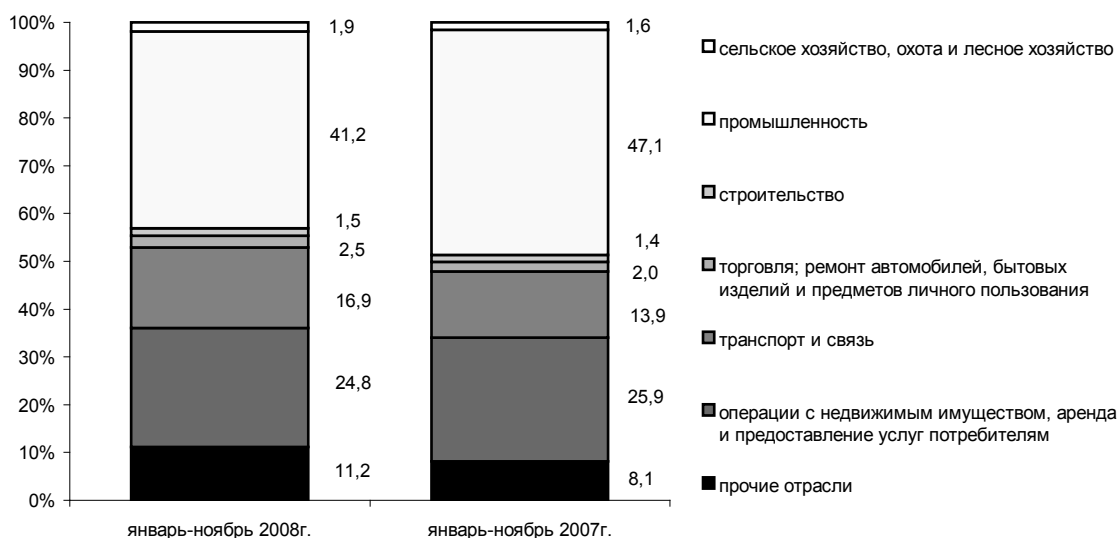 100%
90%
80%
70%
60%
50%
40%
30%
20%
10%
0%
1,9
41,2
1,5
2,5
16,9
24,8
11,2
1,6
47,1
1,4
2,0
13,9
25,9
8,1
январь-ноябрь 2008г.
январь-ноябрь 2007г.
сельское хозяйство, охота и лесное хозяйство
промышленность
строительство
торговля; ремонт автомобилей, бытовых
изделий и предметов личного пользования
транспорт и связь
операции с недвижимым имуществом, аренда
и предоставление услуг потребителям
прочие отрасли